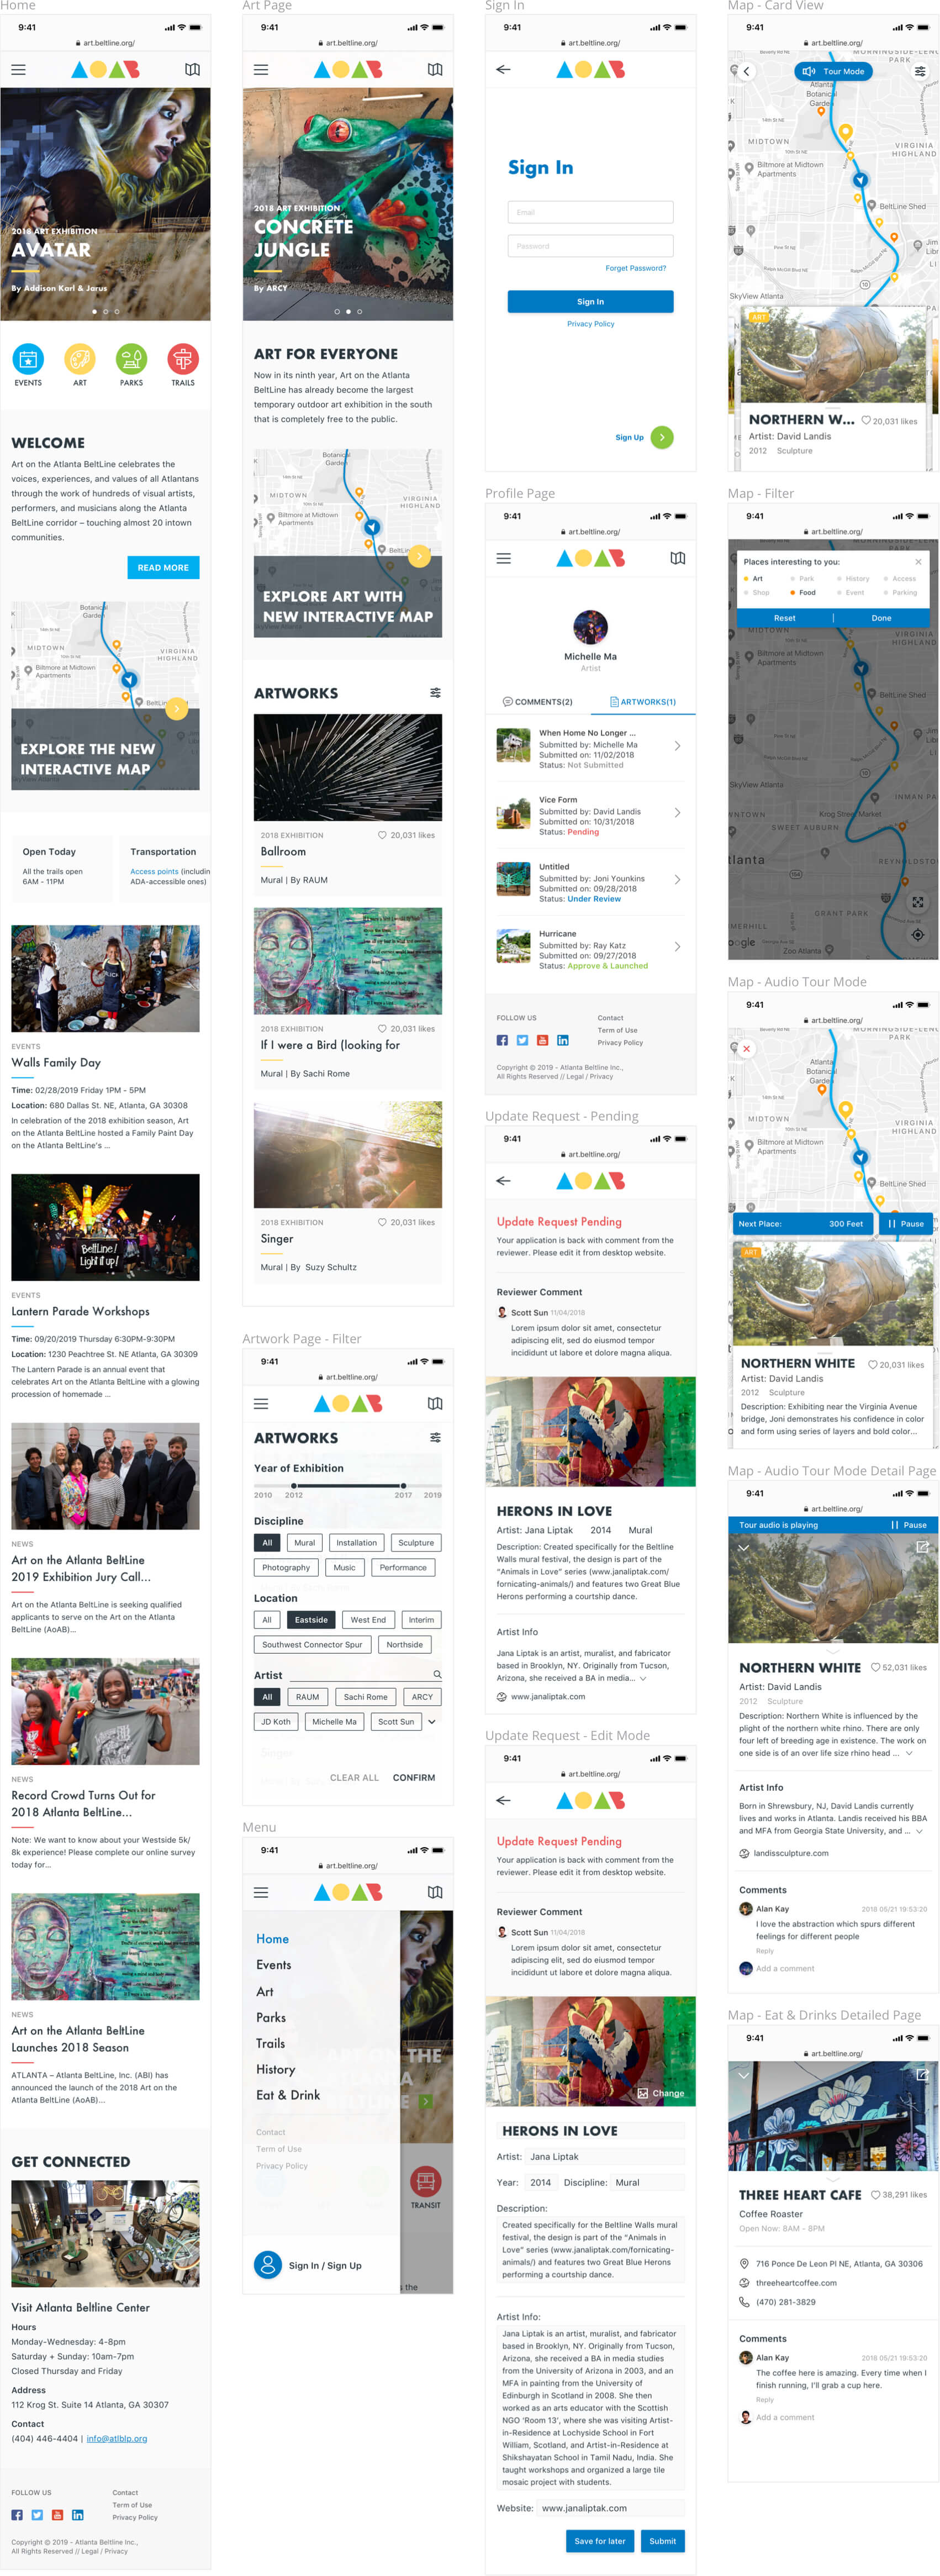 Home
9:41
art.beltline.org/
2018 ART EXHIBITION
AVATAR
By Addison Karl & Jarus
EVENTS
ART
PARKS
TRAILS
WELCOME
Art on the Atlanta BeltLine celebrates the
voices, experiences, and values of all Atlantans
through the work of hundreds of visual artists,
performers, and musicians along the Atlanta
BeltLine corridor – touching almost 20 intown
communities.
READ MORE
MIDTOWN
VIRGINIA
HIGHLAND
Biltmore at Midtown
Apartments
EXPLORE THE NEW
INTERACTIVE MAP
Open Today
All the trails open
6AM - 11PM
Transportation
Access points (includin
ADA-accessible ones)
EVENTS
Walls Family Day
Time: 02/28/2019 Friday 1PM - 5PM
Location: 680 Dallas St. NE, Atlanta, GA 30308
In celebration of the 2018 exhibition season, Art
on the Atlanta BeltLine hosted a Family Paint Day
on the Atlanta BeltLine's ...
BeltLine!
Light it up!
EVENTS
Lantern Parade Workshops
Time: 09/20/2019 Thursday 6:30PM-9:30PM
Location: 1230 Peachtree St. NE Atlanta, GA 30309
The Lantern Parade is an annual event that
celebrates Art on the Atlanta BeltLine with a glowing
procession of homemade ...
NEWS
Art on the Atlanta BeltLine
2019 Exhibition Jury Call...
Art on the Atlanta BeltLine is seeking qualified
applicants to serve on the Art on the Atlanta
BeltLine (AoAB)...
NEWS
Record Crowd Turns Out for
2018 Atlanta BeltLine...
Note: We want to know about your Westside 5k/
8k experience! Please complete our online survey
today for...
NEWS
Art on the Atlanta BeltLine
Launches 2018 Season
ATLANTA – Atlanta BeltLine, Inc. (ABI) has
announced the launch of the 2018 Art on the
Atlanta BeltLine (AoAB)...
GET CONNECTED
Visit Atlanta Beltline Center
Hours
Monday-Wednesday: 4-8pm
Saturday + Sunday: 10am-7pm
Closed Thursday and Friday
Address
112 Krog St. Suite 14 Atlanta, GA 30307
Contact
(404) 446-4404 | info@atlblp.org
FOLLOW US
Contact
Term of Use
Privacy Policy
Copyright © 2019 - Atlanta Beltline Inc.,
All Rights Reserved // Legal / Privacy
Art Page
9:41
art.beltline.org/
2018 ART EXHIBITION
CONCRETE
JUNGLE
By ARCY
ART FOR EVERYONE
Now in its ninth year, Art on the Atlanta
BeltLine has already become the largest
temporary outdoor art exhibition in the south
that is completely free to the public.
Botanic
Garden
MIDTOWN
VIRGINIA
HIGHLAND
Biltmore at Midtown
Apartments
EXPLORE ART WITH
NEW INTERACTIVE MAP
ARTWORKS
2018 EXHIBITION
20,031 likes
Ballroom
Mural | By RAUM
2018 EXHIBITION
20,031 likes
If I were a Bird (looking for
Mural | By Sachi Rome
2018 EXHIBITION
20,031 likes
Singer
Mural | By Suzy Schultz
Artwork Page - Filter
9:41
art.beltline.org/
ARTWORKS
Year of Exhibition
2010 2012 2017 2019
Discipline
All Mural Installation Sculpture
Photography Music Performance
Location
All Eastside West End Interim
Southwest Connector Spur Northside
Artist
All RAUM Sachi Rome ARCY
JD Koth Michelle Ma Scott Sun
CLEAR ALL CONFIRM
Menu
9:41
art.beltline.org/
Home
Events
Art
Parks
Trails
History
Eat & Drink
Contact
Term of Use
Privacy Policy
TRANSIT
Sign In / Sign Up
Sign In
9:41
art.beltline.org/
Sign In
Email
Password
Forget Password?
Sign In
Privacy Policy
Sign Up
Profile Page
9:41
art.beltline.org/
Michelle Ma
Artist
COMMENTS(2)
ARTWORKS(1)
When Home No Longer ...
Submitted by: Michelle Ma
Submitted on: 11/02/2018
Status: Not Submitted
Vice Form
Submitted by: David Landis
Submitted on: 10/31/2018
Status: Pending
Untitled
Submitted by: Joni Younkins
Submitted on: 09/28/2018
Status: Under Review
Hurricane
Submitted by: Ray Katz
Submitted on: 09/27/2018
Status: Approve & Launched
FOLLOW US
Contact
Term of Use
Privacy Policy
Copyright © 2019 - Atlanta Beltline Inc.,
All Rights Reserved // Legal / Privacy
Update Request - Pending
9:41
art.beltline.org/
Update Request Pending
Your application is back with comment from the
reviewer. Please edit it from desktop website.
Reviewer Comment
Scott Sun 11/04/2018
Lorem ipsum dolor sit amet, consectetur
adipiscing elit, sed do eiusmod tempor
incididunt ut labore et dolore magna aliqua.
HERONS IN LOVE
Artist: Jana Liptak 2014 Mural
Description: Created specifically for the Beltline
Walls mural festival, the design is part of the
"Animals in Love" series (www.janaliptak.com/
fornicating-animals/) and features two Great Blue
Herons performing a courtship dance.
Artist Info
Jana Liptak is an artist, muralist, and fabricator
based in Brooklyn, NY. Originally from Tucson,
Arizona, she received a BA in media...
www.janaliptak.com
Update Request - Edit Mode
9:41
art.beltline.org/
Update Request Pending
Your application is back with comment from the
reviewer. Please edit it from desktop website.
Reviewer Comment
Scott Sun 11/04/2018
Lorem ipsum dolor sit amet, consectetur
adipiscing elit, sed do eiusmod tempor
incididunt ut labore et dolore magna aliqua.
Change
HERONS IN LOVE
Artist: Jana Liptak
Year: 2014 Discipline: Mural
Description:
Created specifically for the Beltline Walls mural
festival, the design is part of the "Animals in
Love" series (www.janaliptak.com/fornicating-
animals/) and features two Great Blue Herons
performing a courtship dance.
Artist Info:
Jana Liptak is an artist, muralist, and fabricator
based in Brooklyn, NY. Originally from Tucson,
Arizona, she received a BA in media studies
from the University of Arizona in 2003, and an
MFA in painting from the University of
Edinburgh in Scotland in 2008. She then
worked as an arts educator with the Scottish
NGO 'Room 13', where she was visiting Artist-
in-Residence at Lochyside School in Fort
William, Scotland, and Artist-in-Residence at
Shikshayatan School in Tamil Nadu, India. She
taught workshops and organized a large tile
mosaic project with students.
Website: www.janaliptak.com
Save for later Submit
Map - Card View
9:41
art.beltline.org/
Tour Mode
PARK
Atlanta
Botanical
Garden
MIDTOWN
VIRGINIA
HIGHLAND
Biltmore at Midtown
Apartments
BeltLine Shed
SkyView Atlanta
ART
NORTHERN W...
20,031 likes
Artist: David Landis
2012 Sculpture
Map - Filter
9:41
art.beltline.org/
Places interesting to you:
Art Park History Access
Shop Food Event Parking
Reset | Done
MIDTOWN
VIRGINIA
HIGHLAND
Biltmore at Midtown
Apartments
BeltLine Shed
SkyView Atlanta
INMAN PA
Krog Street Market
SWEET AUBURN
tlanta
REYNOLDSTO
GRANT PARK
Zoo Atlanta
Map - Audio Tour Mode
9:41
art.beltline.org/
PARK
Atlanta
Botanical
Garden
MIDTOWN
VIRGINIA
HIGHLAND
Biltmore at Midtown
Apartments
BeltLine Shed
Next Place: 300 Feet
Pause
ART
NORTHERN WHITE
20,031 likes
Artist: David Landis
2012 Sculpture
Description: Exhibiting near the Virginia Avenue
bridge, Joni demonstrates his confidence in color
and form using series of layers and bold color...
Map - Audio Tour Mode Detail Page
9:41
art.beltline.org/
Tour audio is playing
Pause
NORTHERN WHITE
52,031 likes
Artist: David Landis
2012 Sculpture
Description: Northern White is influenced by the
plight of the northern white rhino. There are only
four left of breeding age in existence. The work on
one side is of an over life size rhino head ...
Artist Info
Born in Shrewsbury, NJ, David Landis currently
lives and works in Atlanta. Landis received his BBA
and MFA from Georgia State University, and ...
landissculpture.com
Comments
Alan Kay
2018 05/21 19:53:20
I love the abstraction which spurs different
feelings for different people
Reply
Add a comment
Map - Eat & Drinks Detailed Page
9:41
art.beltline.org/
THREE HEART CAFE
38,291 likes
Coffee Roaster
Open Now: 8AM - 8PM
716 Ponce De Leon Pl NE, Atlanta, GA 30306
threeheartcoffee.com
(470) 281-3829
Comments
Alan Kay
2018 05/21 19:53:20
The coffee here is amazing. Every time when I
finish running, I'll grab a cup here.
Reply
Add a comment